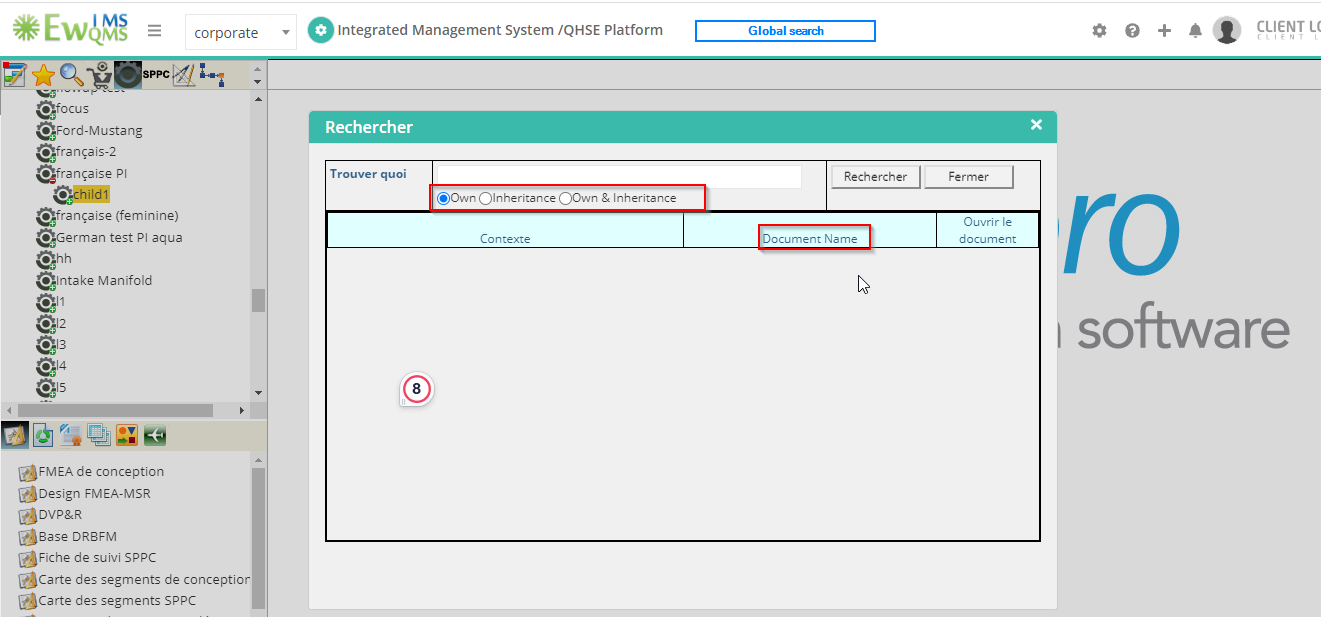 EwQMS IMS
corporate
Integrated Management System /QHSE Platform
Global search
CLIENT
CLIENT
SPPC
focus
Ford-Mustang
français-2
française PI
child1
française (feminine)
German test PI aqua
hh
Intake Manifold
l1
l2
l3
l4
l5
FMEA de conception
Design FMEA-MSR
DVP&R
Base DRBFM
Fiche de suivi SPPC
Carte des segments de conception
Carte des segments SPPC
Rechercher
Trouver quoi
Rechercher
Fermer
Own Inheritance Own & Inheritance
Contexte
Document Name
Ouvrir le
document
8
ro
software